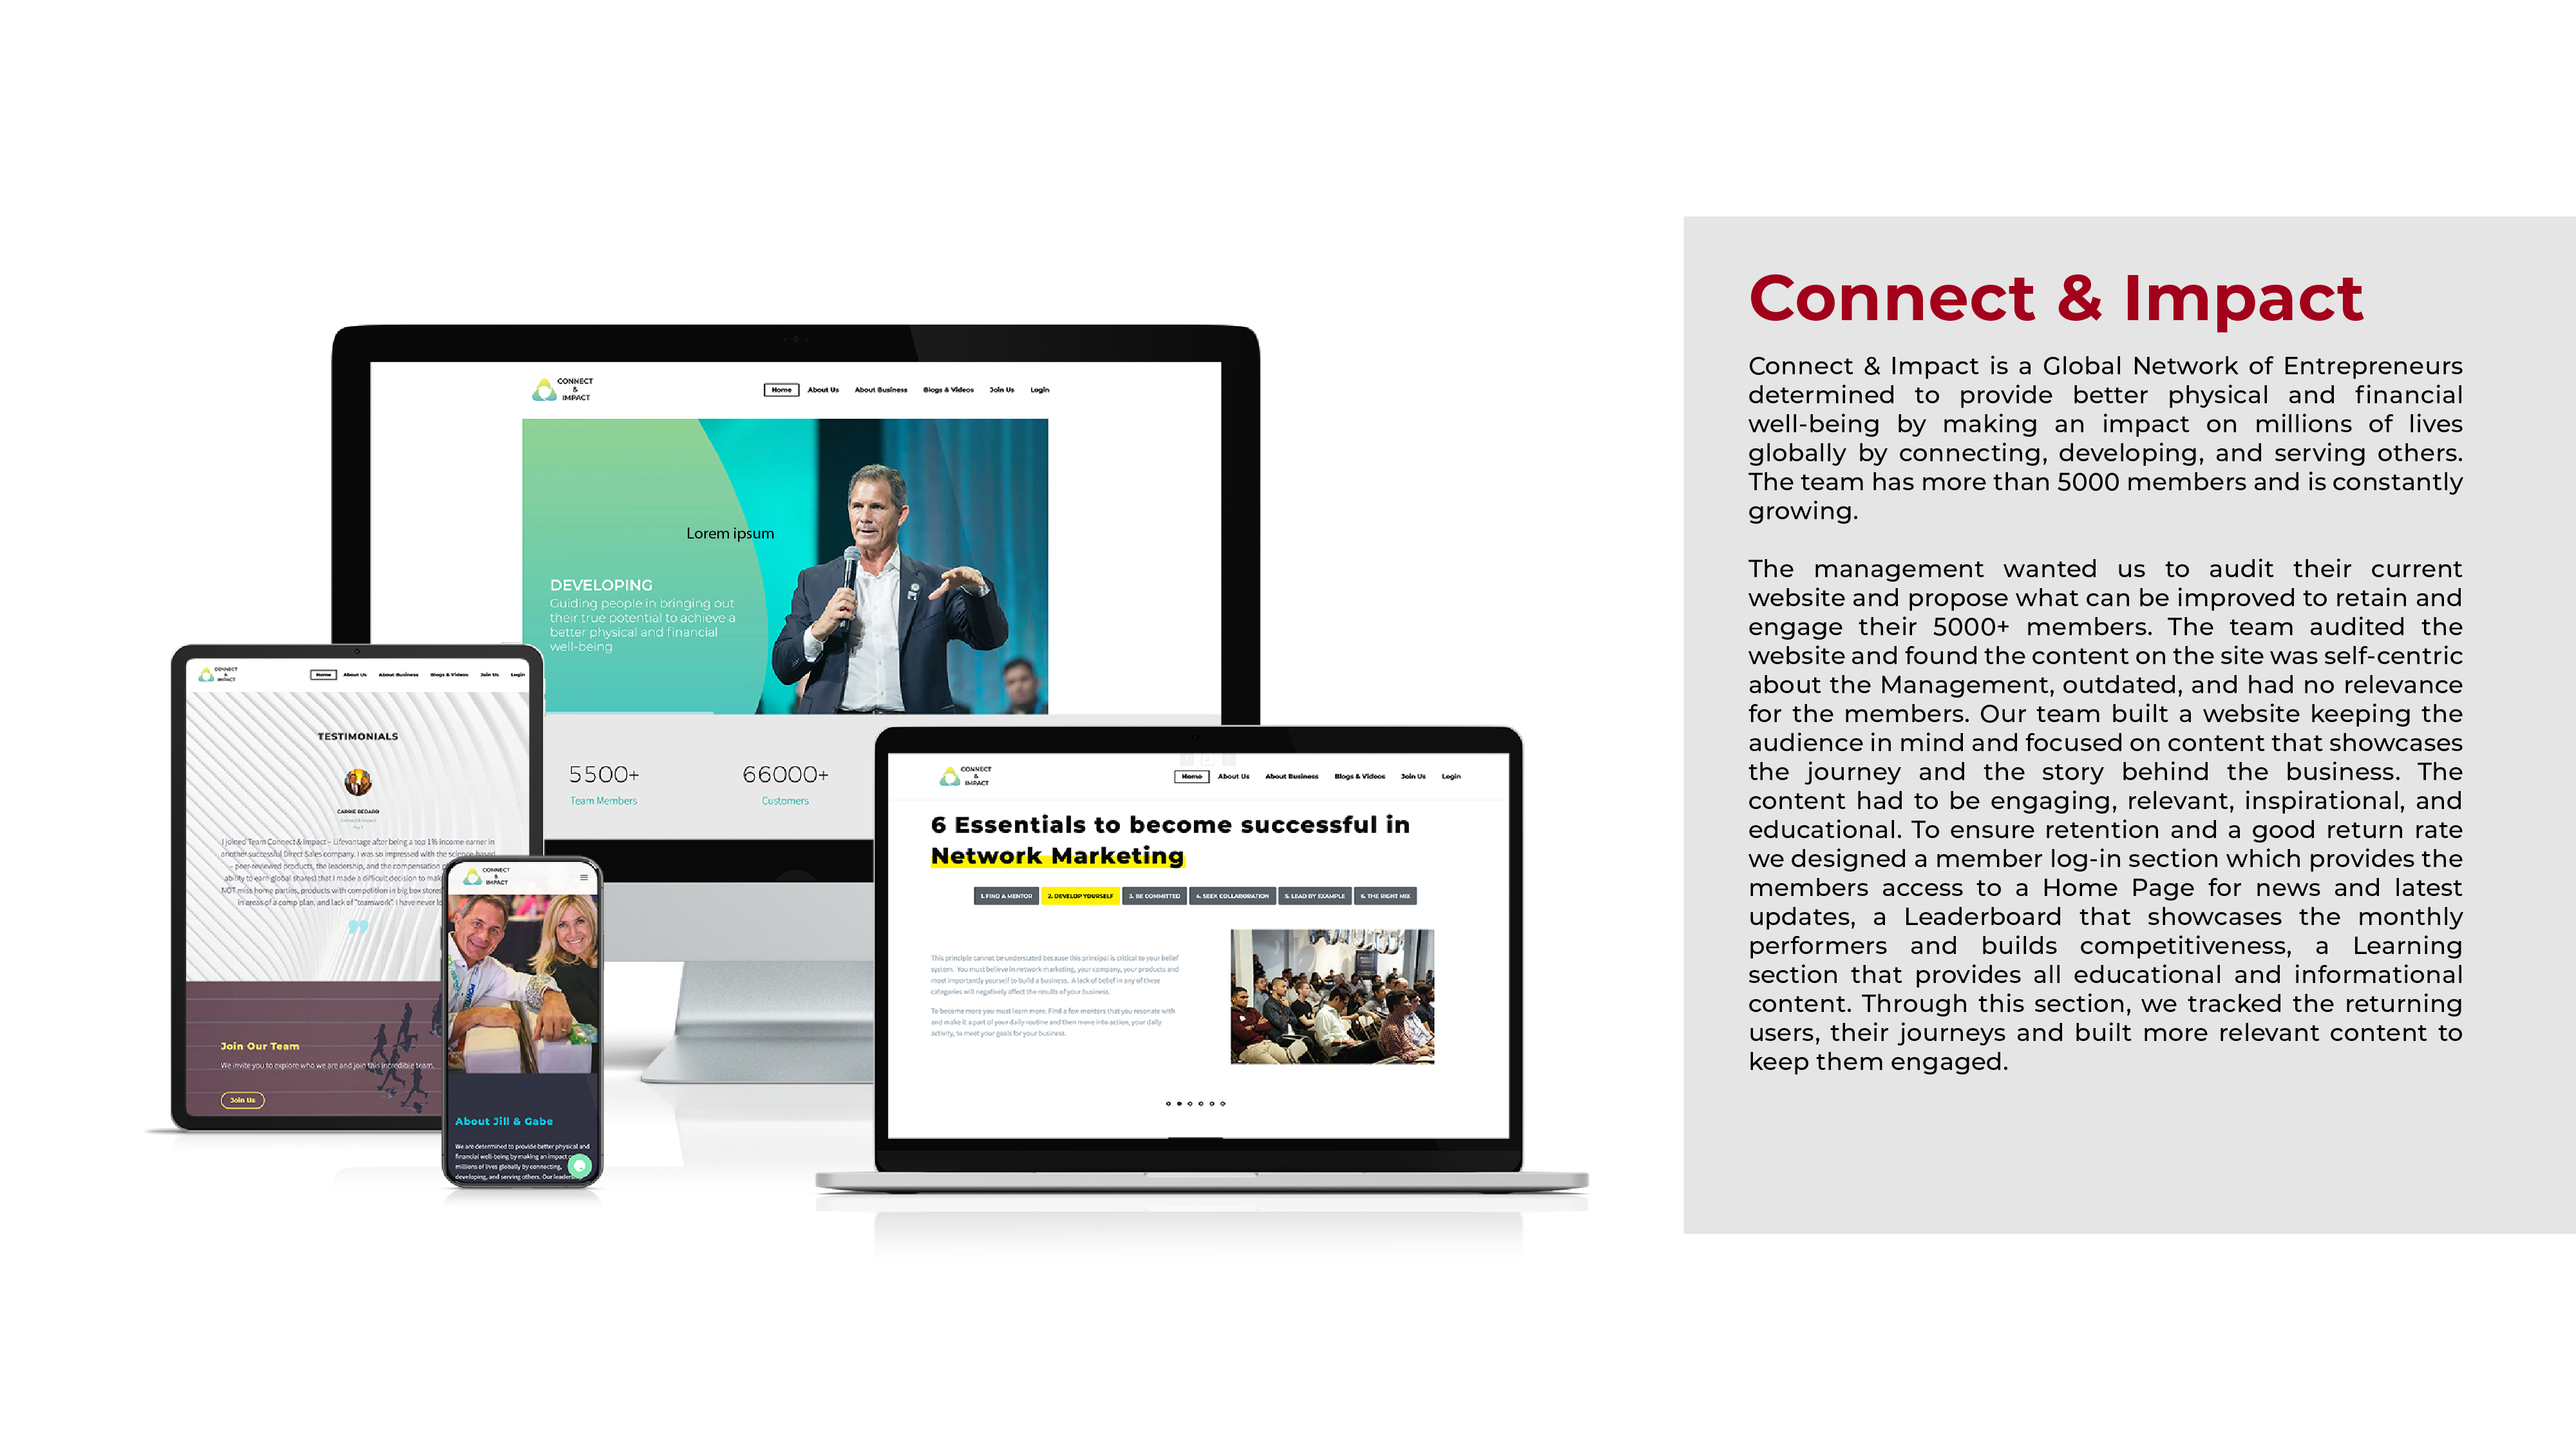 CONNECT
&
IMPACT
Home About Us About Business Blogs & Videos Join Us Login
Lorem ipsum
DEVELOPING
Guiding people in bringing out
their true potential to achieve a
better physical and financial
well-being
5500+
Team Members
66000+
Customers
CONNECT
&
IMPACT
Home About Us About Business Blogs & Videos Join Us Login
TESTIMONIALS
CARRIE BEDARD
Connect & Impact
I joined Team Connect & Impact – Lifevantage after being a top 1% income earner in
another successful Direct Sales company. I was so impressed with the science-based
– peer-reviewed products, the leadership, and the compensation
ability to earn global shares) that I made a difficult decision to
NOT miss home parties, products with competition in big box stores
in areas of a comp plan, and lack of "teamwork". I have never
Join Our Team
We invite you to explore who we are and join this incredible team.
Join Us
CONNECT
&
IMPACT
About Jill & Gabe
We are determined to provide better physical and
financial well-being by making an impact
millions of lives globally by connecting,
developing, and serving others. Our
CONNECT
&
IMPACT
Home About Us About Business Blogs & Videos Join Us Login
6 Essentials to become successful in
Network Marketing
1. FIND A MENTOR 2. DEVELOP YOURSELF 3. BE COMMITTED 4. SEEK COLLABORATION 5. LEAD BY EXAMPLE 6. THE RIGHT MIX
This principle cannot be understated because this principal is critical to your belief
system. You must believe in network marketing, your company, your products and
most importantly yourself to build a business. A lack of belief in any of these
categories will negatively affect the results of your business.
To become more you must learn more. Find a few mentors that you resonate with
and make it a part of your daily routine and then move into action, your daily
activity, to meet your goals for your business.
Connect & Impact
Connect & Impact is a Global Network of Entrepreneurs
determined to provide better physical and financial
well-being by making an impact on millions of lives
globally by connecting, developing, and serving others.
The team has more than 5000 members and is constantly
growing.
The management wanted us to audit their current
website and propose what can be improved to retain and
engage their 5000+ members. The team audited the
website and found the content on the site was self-centric
about the Management, outdated, and had no relevance
for the members. Our team built a website keeping the
audience in mind and focused on content that showcases
the journey and the story behind the business. The
content had to be engaging, relevant, inspirational, and
educational. To ensure retention and a good return rate
we designed a member log-in section which provides the
members access to a Home Page for news and latest
updates, a Leaderboard that showcases the monthly
performers and builds competitiveness, a Learning
section that provides all educational and informational
content. Through this section, we tracked the returning
users, their journeys and built more relevant content to
keep them engaged.